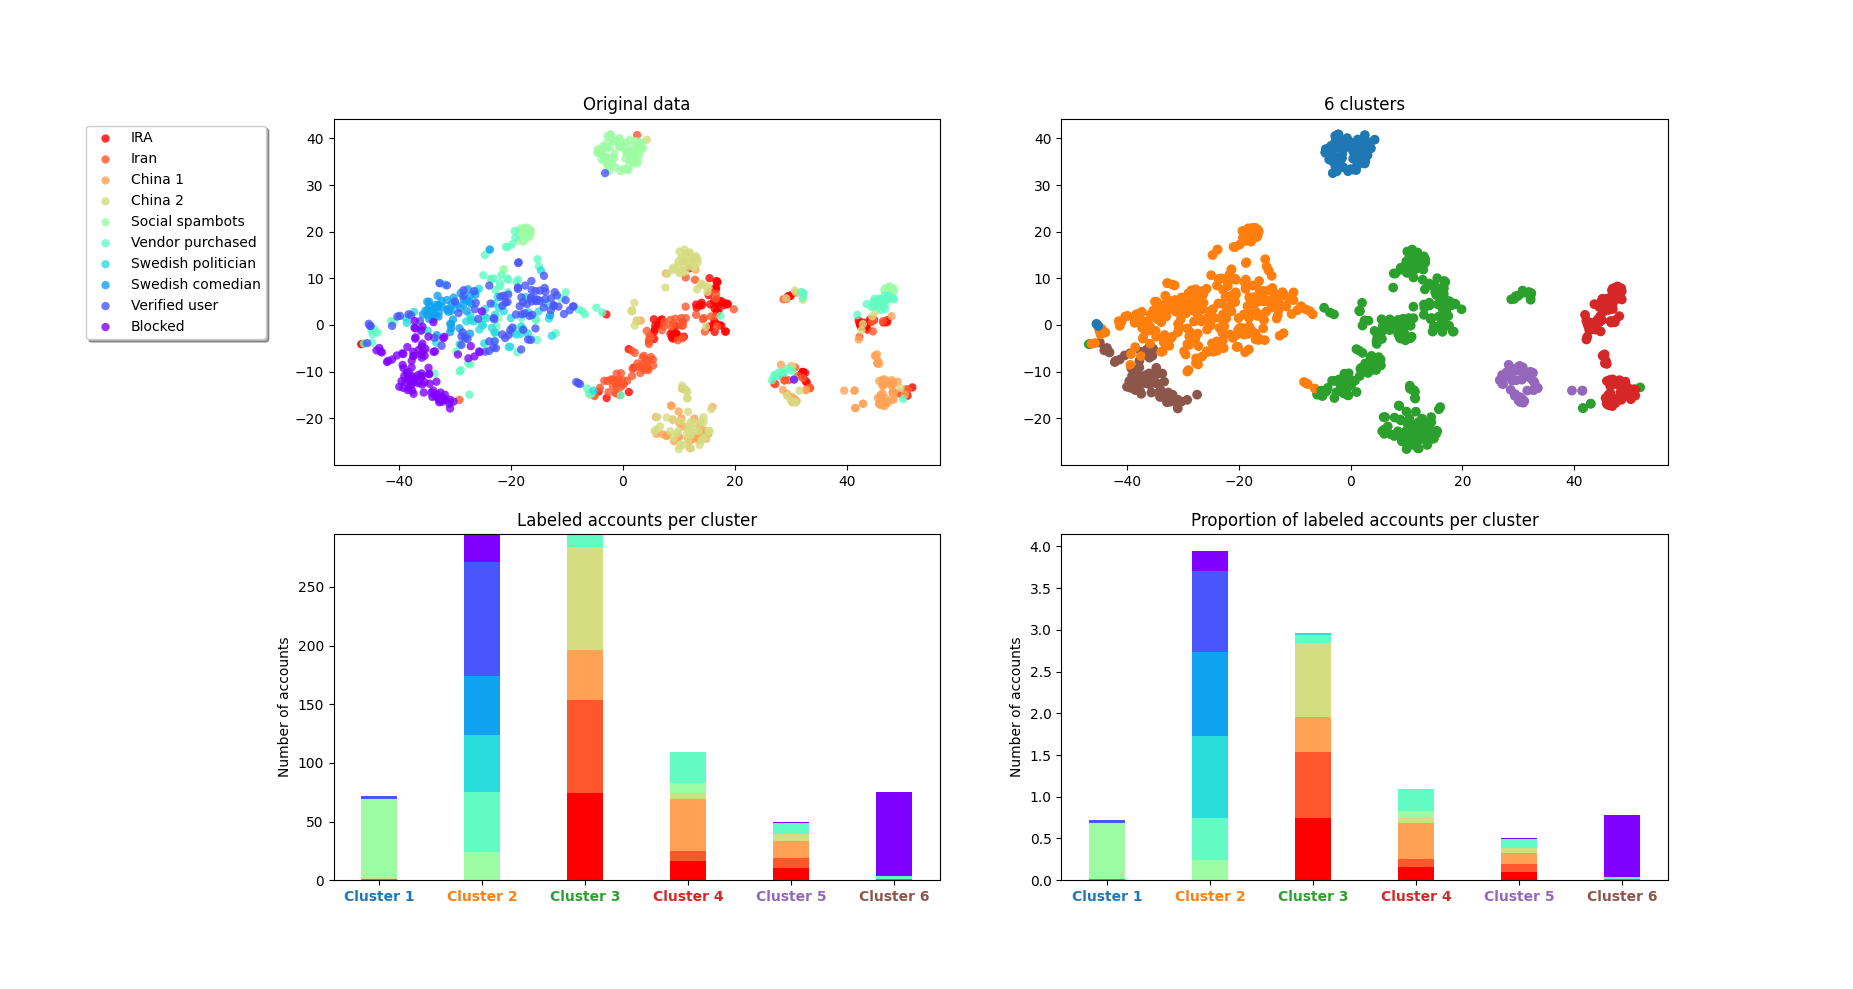 Original data
6 clusters
IRA
Iran
China 1
China 2
Social spambots
Vendor purchased
Swedish politician
Swedish comedian
Verified user
Blocked
40
30
20
10
0
−10
−20
−40
−20
0
20
40
40
30
20
10
0
−10
−20
−40
−20
0
20
40
Labeled accounts per cluster
Number of accounts
250
200
150
100
50
0
Cluster 1
Cluster 2
Cluster 3
Cluster 4
Cluster 5
Cluster 6
Proportion of labeled accounts per cluster
Number of accounts
4.0
3.5
3.0
2.5
2.0
1.5
1.0
0.5
0.0
Cluster 1
Cluster 2
Cluster 3
Cluster 4
Cluster 5
Cluster 6